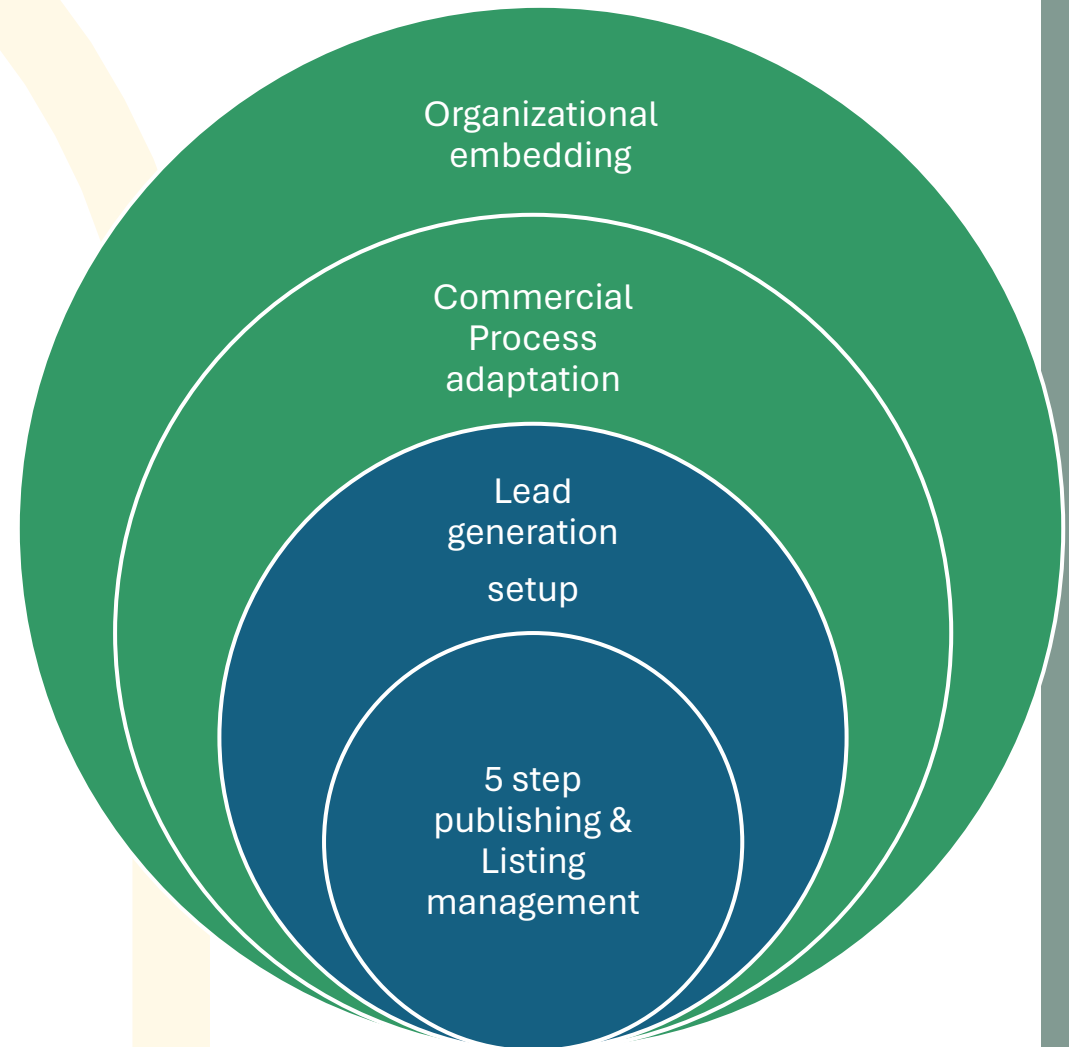 Organizational
embedding
Commercial
Process
adaptation
Lead
generation
setup
5 step
publishing &
Listing
management